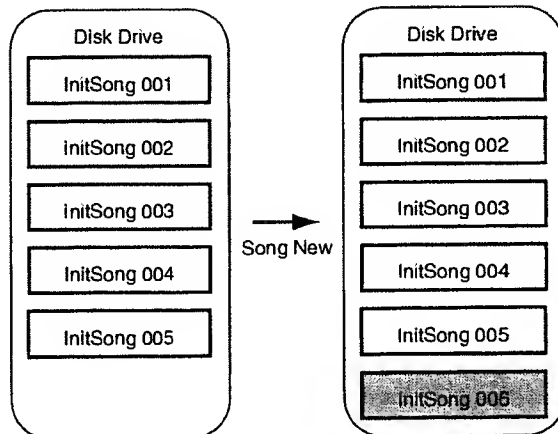 Disk Drive
InitSong 001
InitSong 002
InitSong 003
InitSong 004
InitSong 005
Song New
Disk Drive
InitSong 001
InitSong 002
InitSong 003
InitSong 004
InitSong 005
InitSong 006